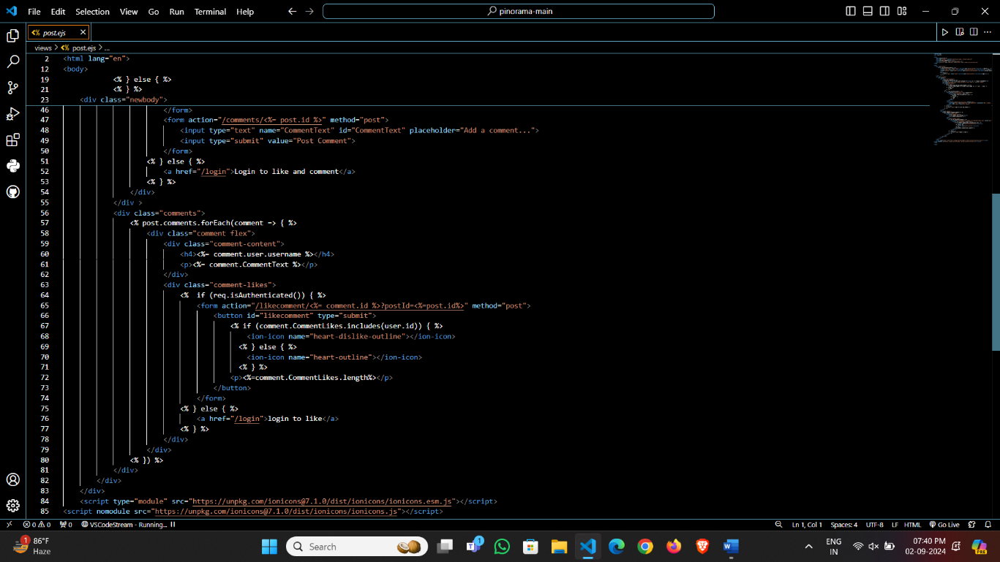 File Edit Selection View Go Run Terminal Help
pinorama-main
<% post.ejs
views > <% post.ejs > ...
2 <html lang="en">
12 <body>
19 <% } else { %>
21 <% } %>
23 <div class="newbody">
46 </form>
47 <form action="/comments/<%= post.id %>" method="post">
48 <input type="text" name="CommentText" id="CommentText" placeholder="Add a comment...">
49 <input type="submit" value="Post Comment">
50 </form>
51 <% } else { %>
52 <a href="/login">Login to like and comment</a>
53 <% } %>
54 </div>
55 </div >
56 <div class="comments">
57 <% post.comments.forEach(comment => { %>
58 <div class="comment flex">
59 <div class="comment-content">
60 <h4><%= comment.user.username %></h4>
61 <p><%= comment.CommentText %></p>
62 </div>
63 <div class="comment-likes">
64 <%  if (req.isAuthenticated()) { %>
65 <form action="/likecomment/<%= comment.id %>?postId=<%=post.id%>" method="post">
66 <button id="likecomment" type="submit">
67 <% if (comment.CommentLikes.includes(user.id)) { %>
68 <ion-icon name="heart-dislike-outline"></ion-icon>
69 <% } else { %>
70 <ion-icon name="heart-outline"></ion-icon>
71 <% } %>
72 <p><%=comment.CommentLikes.length%></p>
73 </button>
74 </form>
75 <% } else { %>
76 <a href="/login">login to like</a>
77 <% } %>
78 </div>
79 </div>
80 <% }) %>
81 </div>
82 </div>
83 </div>
84 <script type="module" src="https://unpkg.com/ionicons@7.1.0/dist/ionicons/ionicons.esm.js"></script>
85 <script nomodule src="https://unpkg.com/ionicons@7.1.0/dist/ionicons/ionicons.js"></script>
0 0 0 VSCodeStream - Running... Ln 1, Col 1 Spaces: 4 UTF-8 LF HTML Go Live
1 86°F
Haze
Search
1
ENG
IN
07:40 PM
02-09-2024
PRE